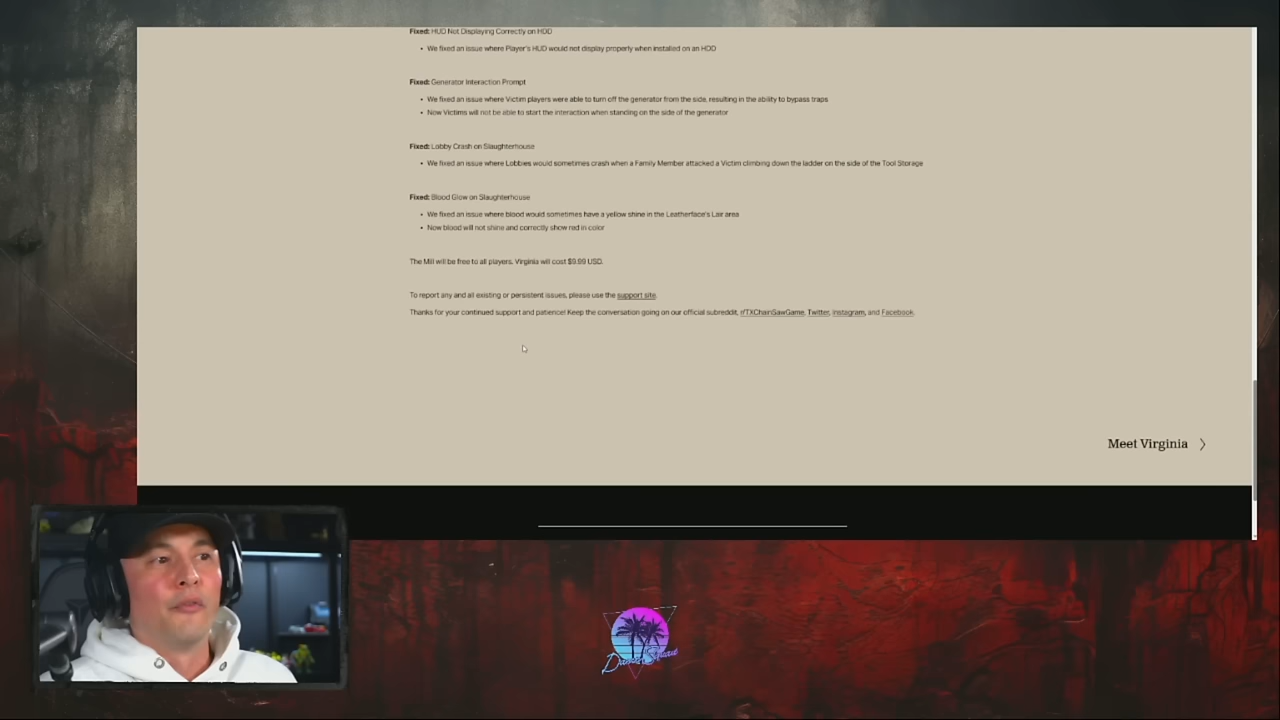 Fixed: HUD Not Displaying Correctly on HDD
• We fixed an issue where Player's HUD would not display properly when installed on an HDD
Fixed: Generator Interaction Prompt
• We fixed an issue where Victim players were able to turn off the generator from the side, resulting in the ability to bypass traps
• Now Victims will not be able to start the interaction when standing on the side of the generator
Fixed: Lobby Crash on Slaughterhouse
• We fixed an issue where Lobbies would sometimes crash when a Family Member attacked a Victim climbing down the ladder on the side of the Tool Storage
Fixed: Blood Glow on Slaughterhouse
• We fixed an issue where blood would sometimes have a yellow shine in the Leatherface's Lair area
• Now blood will not shine and correctly show red in color
The Mill will be free to all players. Virginia will cost $9.99 USD.
To report any and all existing or persistent issues, please use the support site.
Thanks for your continued support and patience! Keep the conversation going on our official subreddit, r/TXChainSawGame, Twitter, Instagram, and Facebook.
Meet Virginia